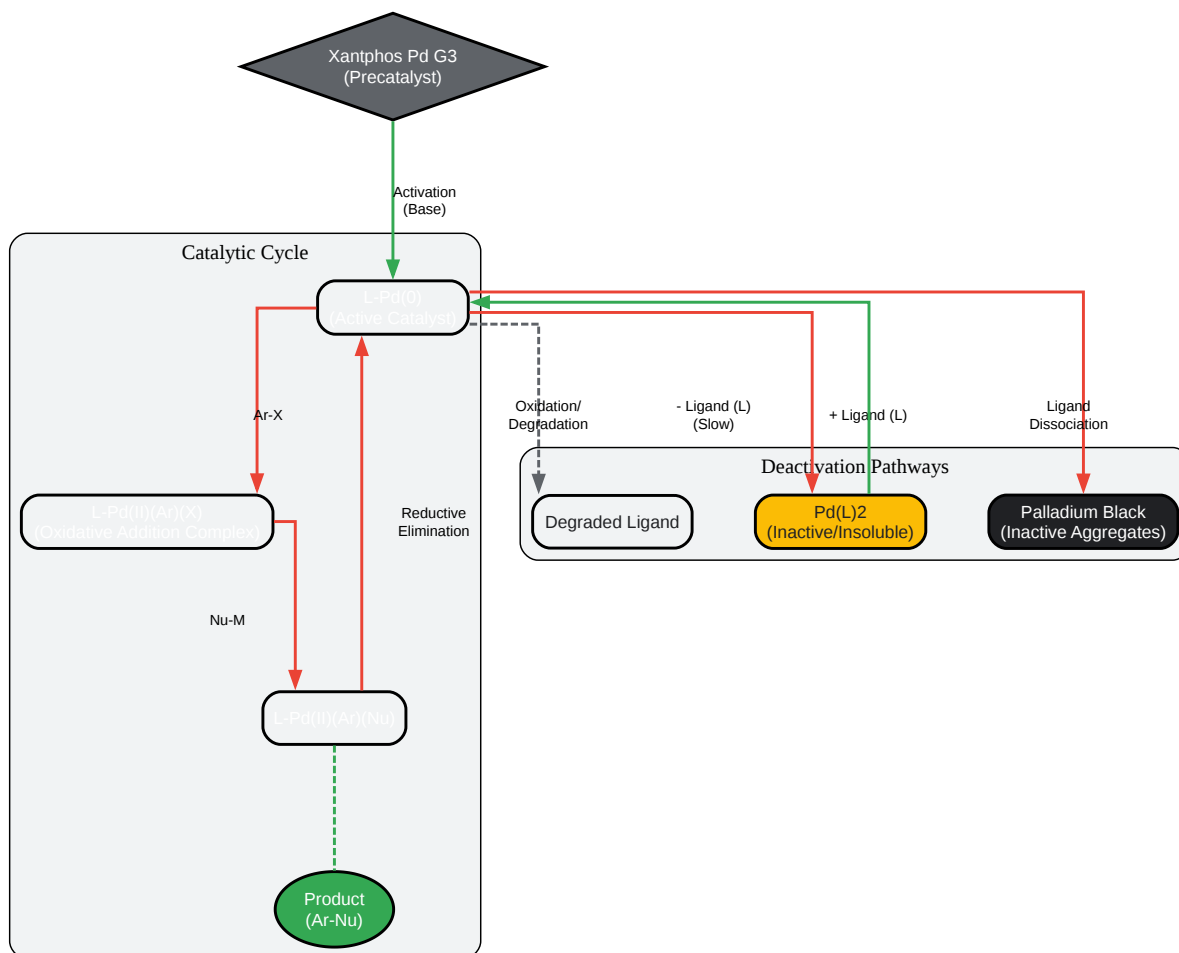 Xantphos Pd G3
(Precatalyst)
Activation
(Base)
Catalytic Cycle
L-Pd(0)
(Active Catalyst)
Ar-X
Oxidation/
Degradation
- Ligand (L)
(Slow)
+ Ligand (L)
Ligand
Dissociation
Deactivation Pathways
L-Pd(II)(Ar)(X)
(Oxidative Addition Complex)
Reductive
Elimination
Degraded Ligand
Pd(L)2
(Inactive/Insoluble)
Palladium Black
(Inactive Aggregates)
Nu-M
L-Pd(II)(Ar)(Nu)
Product
(Ar-Nu)